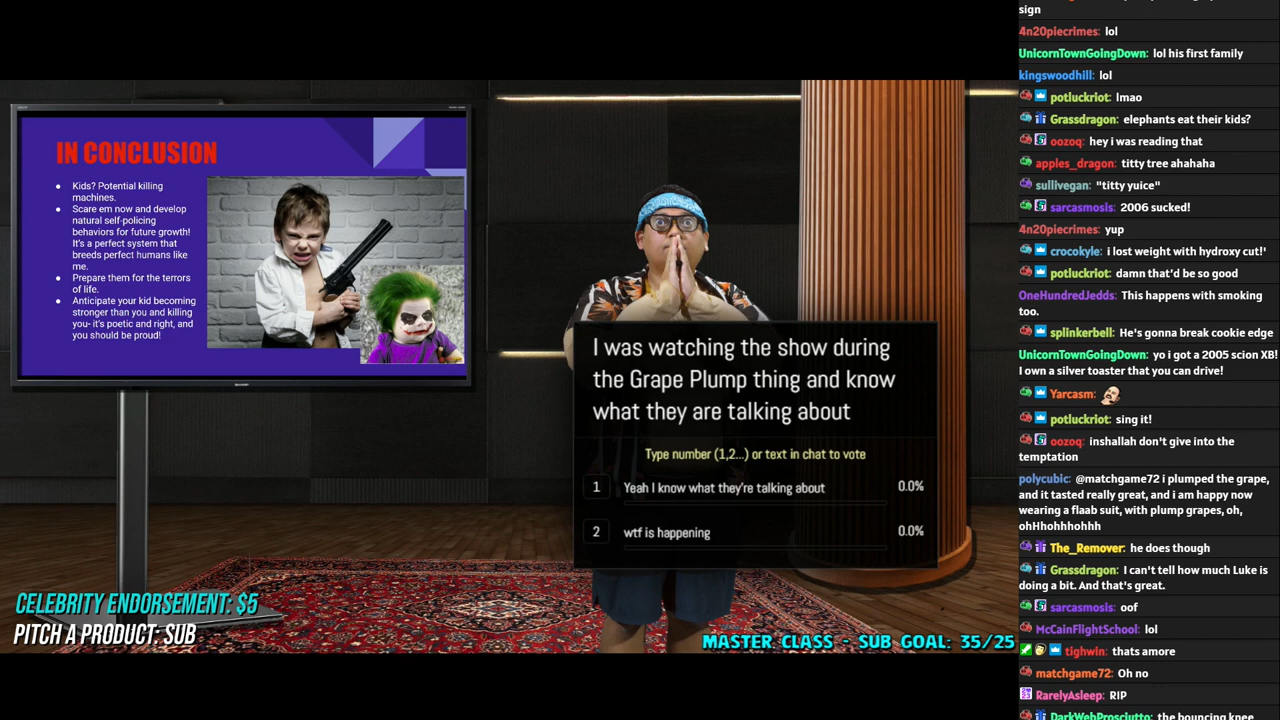 IN CONCLUSION
● Kids? Potential killing
machines.
● Scare em now and develop
natural self-policing
behaviors for future growth!
It's a perfect system that
breeds perfect humans like
me.
● Prepare them for the terrors
of life.
● Anticipate your kid becoming
stronger than you and killing
you- it's poetic and right, and
you should be proud!
I was watching the show during
the Grape Plump thing and know
what they are talking about
Type number (1,2...) or text in chat to vote
1 Yeah I know what they're talking about 0.0%
2 wtf is happening 0.0%
CELEBRITY ENDORSEMENT: $5
PITCH A PRODUCT: SUB
MASTER CLASS - SUB GOAL: 35/25
sign
4n20piecrimes: lol
UnicornTownGoingDown: lol his first family
kingswoodhill: lol
potluckriot: lmao
Grassdragon: elephants eat their kids?
oozoq: hey i was reading that
apples_dragon: titty tree ahahaha
sullivegan: "titty yuice"
sarcasmosis: 2006 sucked!
4n20piecrimes: yup
crocokyle: i lost weight with hydroxy cut!'
potluckriot: damn that'd be so good
OneHundredJedds: This happens with smoking
too.
splinkerbell: He's gonna break cookie edge
UnicornTownGoingDown: yo i got a 2005 scion XB!
I own a silver toaster that you can drive!
Yarcasm:
potluckriot: sing it!
oozoq: inshallah don't give into the
temptation
polycubic: @matchgame72 i plumped the grape,
and it tasted really great, and i am happy now
wearing a flaab suit, with plump grapes, oh,
ohHhohhohhh
The_Remover: he does though
Grassdragon: I can't tell how much Luke is
doing a bit. And that's great.
sarcasmosis: oof
McCainFlightSchool: lol
tighwin: thats amore
matchgame72: Oh no
RarelyAsleep: RIP
DarkWebProsciutto: the bouncing knee